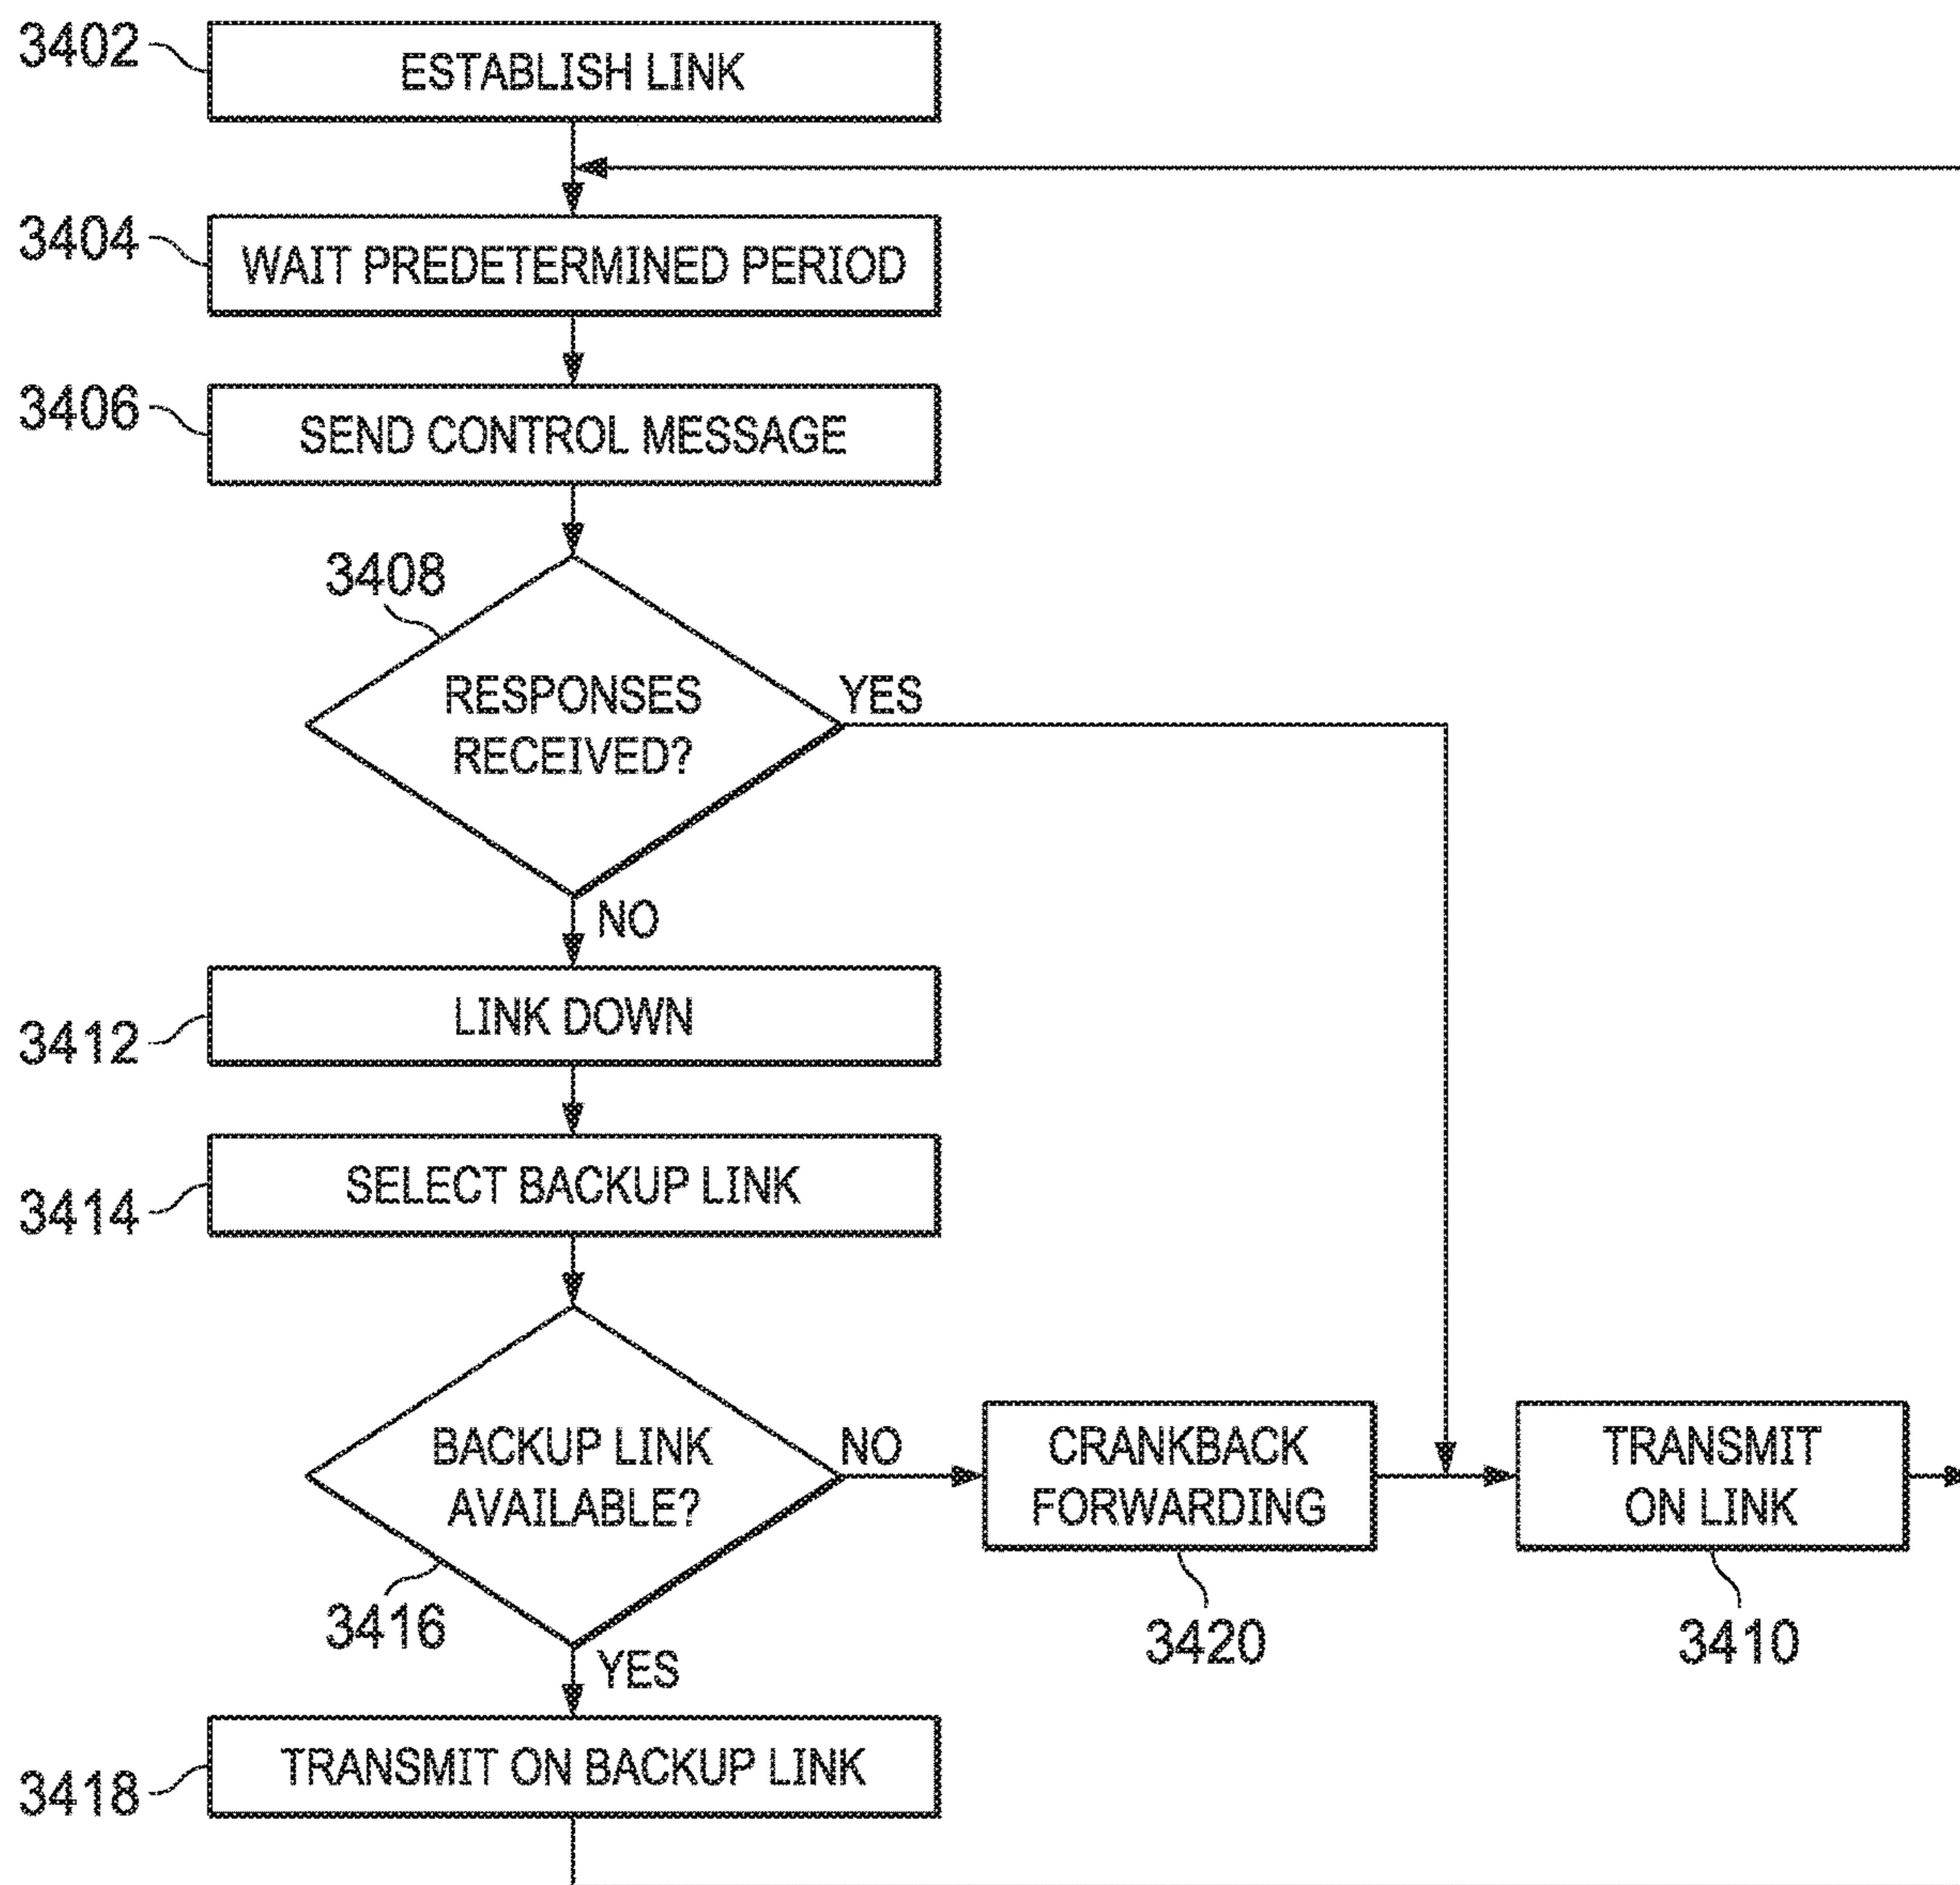 3402
ESTABLISH LINK
3404
WAIT PREDETERMINED PERIOD
3406
SEND CONTROL MESSAGE
3408
RESPONSES
RECEIVED?
YES
NO
3412
LINK DOWN
3414
SELECT BACKUP LINK
BACKUP LINK
AVAILABLE?
NO
CRANKBACK
FORWARDING
TRANSMIT
ON LINK
3416
3420
3410
YES
3418
TRANSMIT ON BACKUP LINK